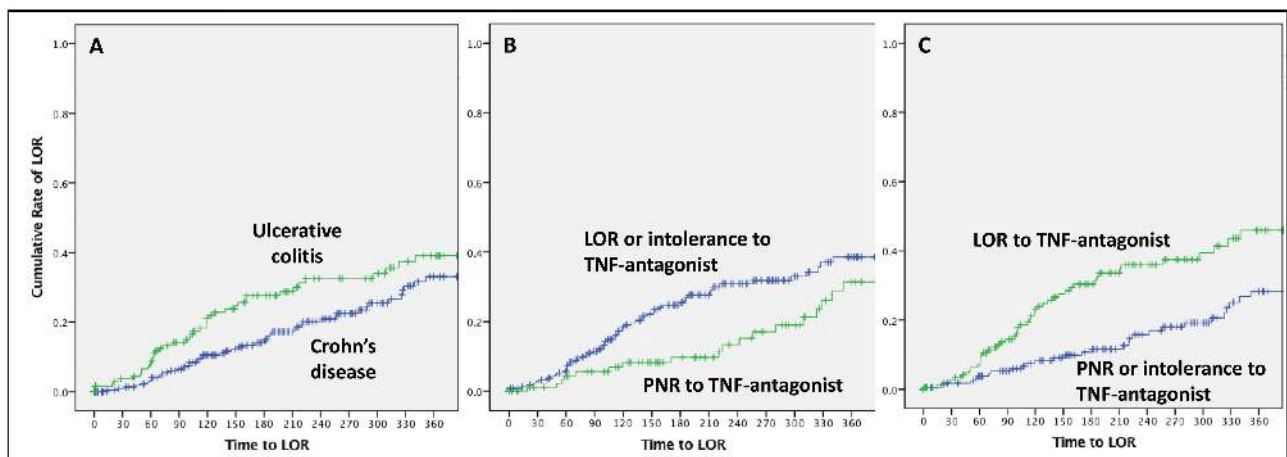 A
B
C
Cumulative Rate of LOR
1.0
0.8
0.6
0.4
0.2
0.0
Ulcerative
colitis
Crohn's
disease
0 30 60 90 120 150 180 210 240 270 300 330 360
Time to LOR
1.0
0.8
0.6
0.4
0.2
0.0
LOR or intolerance to
TNF-antagonist
PNR to TNF-antagonist
0 30 60 90 120 150 180 210 240 270 300 330 360
Time to LOR
1.0
0.8
0.6
0.4
0.2
0.0
LOR to TNF-antagonist
PNR or intolerance to
TNF-antagonist
0 30 60 90 120 150 180 210 240 270 300 330 360
Time to LOR